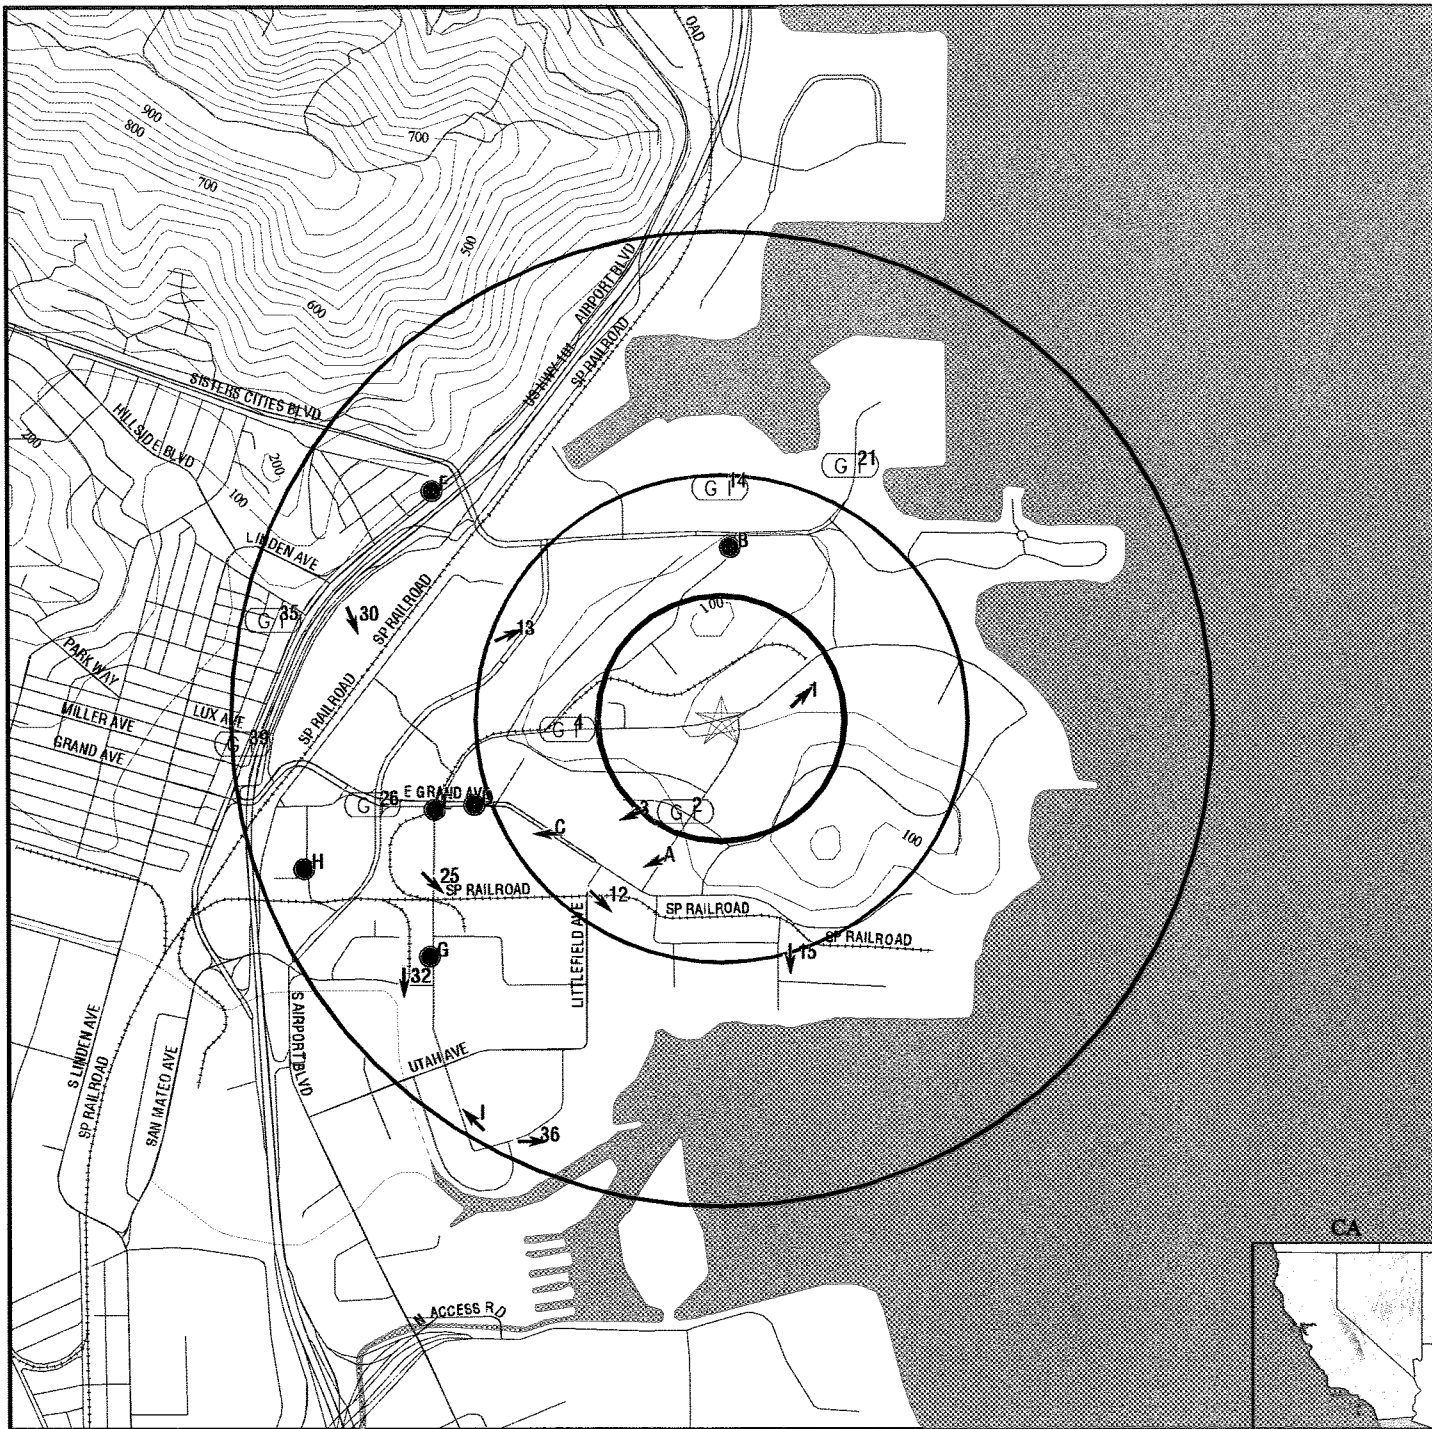 OAD
900
800
700
700
500
600
AIRPORT BLVD
US HWY 101
SP RAILROAD
SISTERS CITIES BLVD
HILLSIDE BLVD
200
200
100
LINDEN AVE
F
G I 21
G I 14
B
100
SP RAILROAD
G I 35
30
13
PARK WAY
MILLER AVE
LUX AVE
GRAND AVE
SP RAILROAD
G 39
1
G I 4
G 26
E GRAND AVE
3
G I 2
C
A
100
H
25
SP RAILROAD
12
SP RAILROAD
SP RAILROAD
15
G
32
LITTLEFIELD AVE
S AIRPORT BLVD
S LINDEN AVE
SP RAILROAD
SAN MATEO AVE
UTAH AVE
I
36
N ACCESS RD
CA